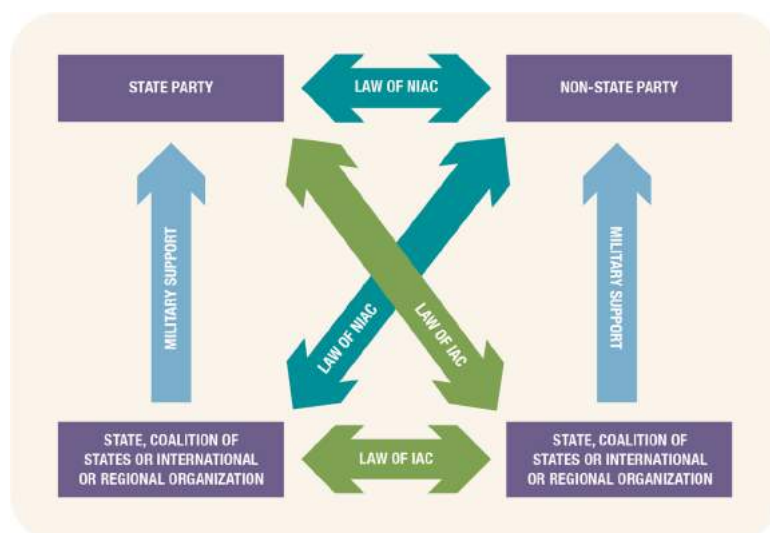 STATE PARTY
LAW OF NIAC
NON-STATE PARTY
MILITARY SUPPORT
LAW OF NIAC
LAW OF IAC
MILITARY SUPPORT
STATE, COALITION OF
STATES OR INTERNATIONAL
OR REGIONAL ORGANIZATION
LAW OF IAC
STATE, COALITION OF
STATES OR INTERNATIONAL
OR REGIONAL ORGANIZATION